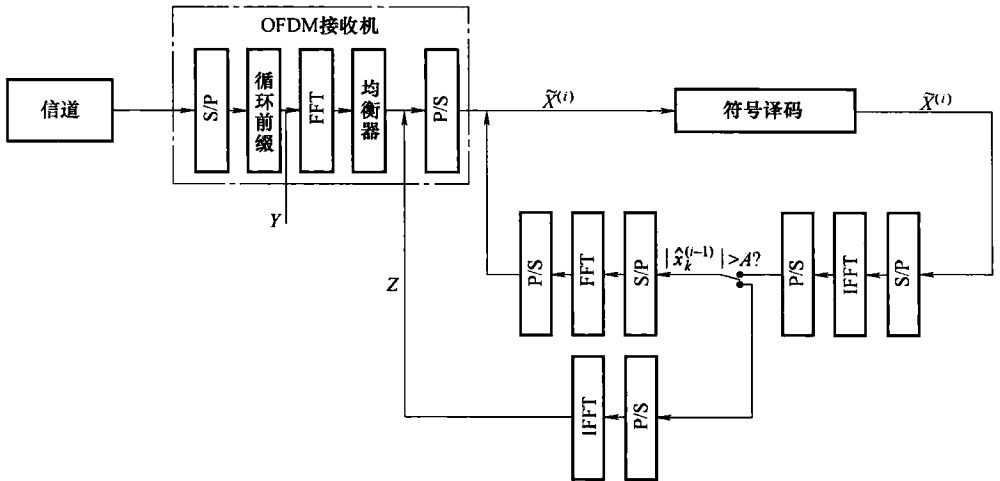 OFDM接收机
信道
S/P
循环前缀
FFT
均衡器
P/S
X̃⁽ⁱ⁾
符号译码
X̃⁽ⁱ⁾
Y
Z
P/S
FFT
S/P
|x̂ₖ⁽ⁱ⁻¹⁾|>A?
P/S
IFFT
S/P
IFFT
P/S